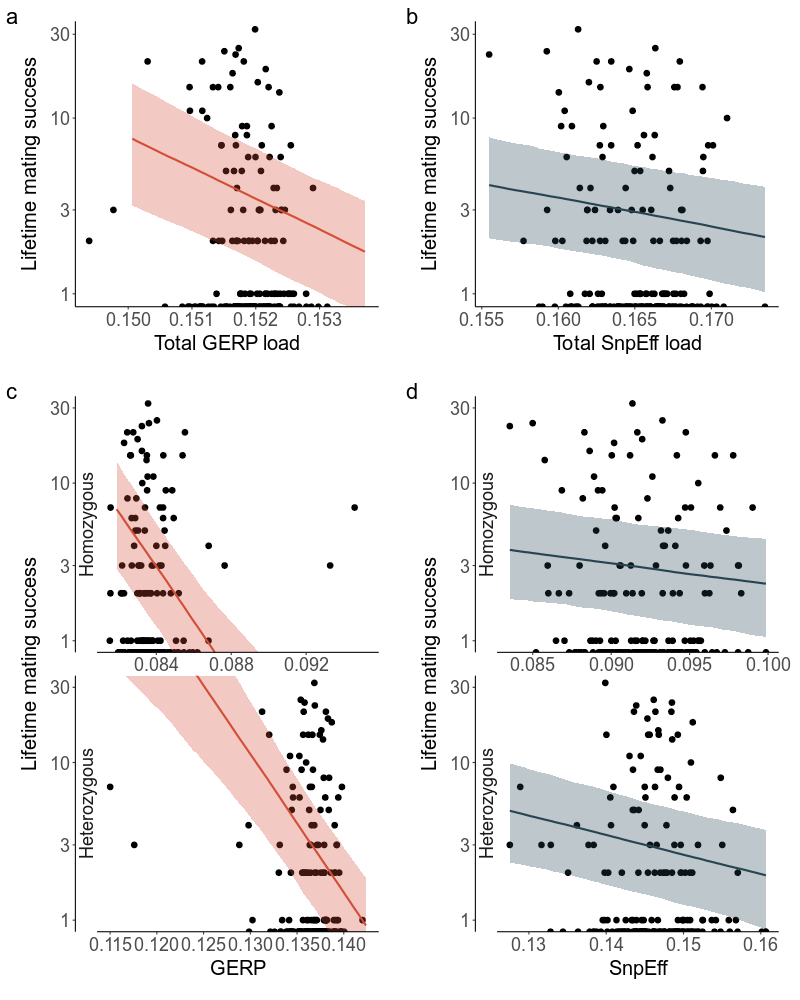 a
30
10
3
1
Lifetime mating success
0.150 0.151 0.152 0.153
Total GERP load
b
30
10
3
1
Lifetime mating success
0.155 0.160 0.165 0.170
Total SnpEff load
c
Lifetime mating success
30
10
3
1
Homozygous
0.084 0.088 0.092
30
10
3
1
Heterozygous
0.115 0.120 0.125 0.130 0.135 0.140
GERP
d
Lifetime mating success
30
10
3
1
Homozygous
0.085 0.090 0.095 0.100
30
10
3
1
Heterozygous
0.13 0.14 0.15 0.16
SnpEff